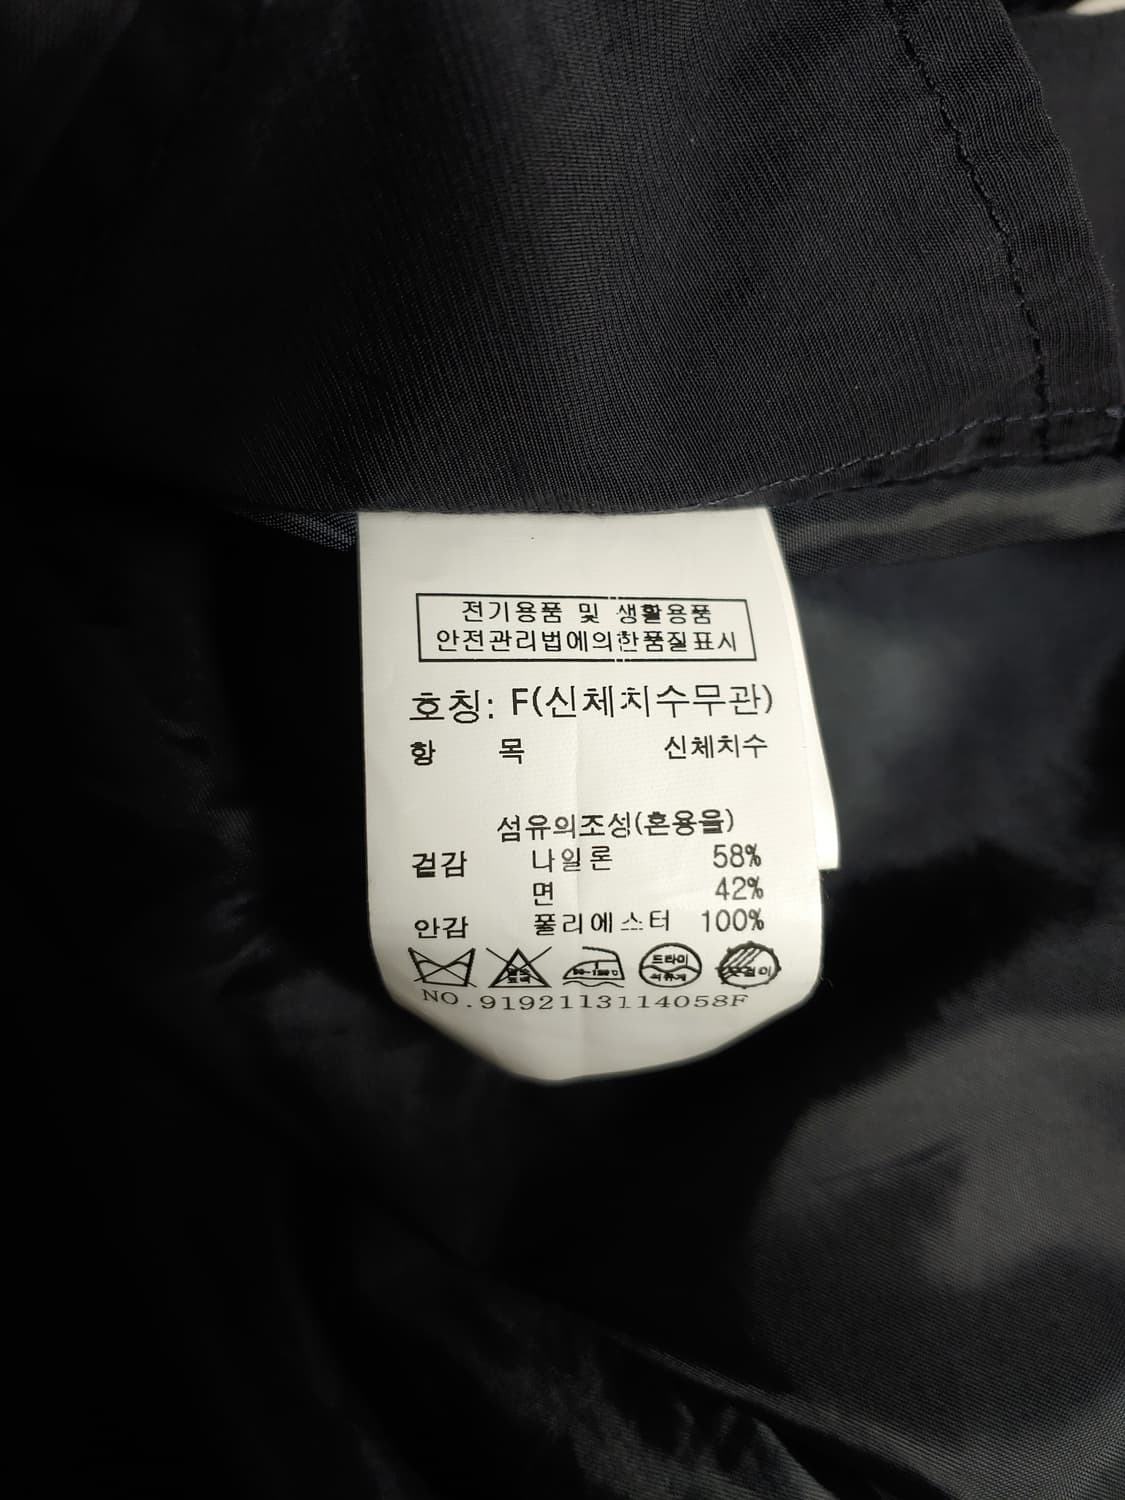 전기용품 및 생활용품
안전관리법에의한품질표시
호칭: F(신체치수무관)
항 목 신체치수
섬유의조성(혼용율)
겉감 나일론 58%
면 42%
안감 폴리에스터 100%
드라이
석유계
NO.9192113114058F